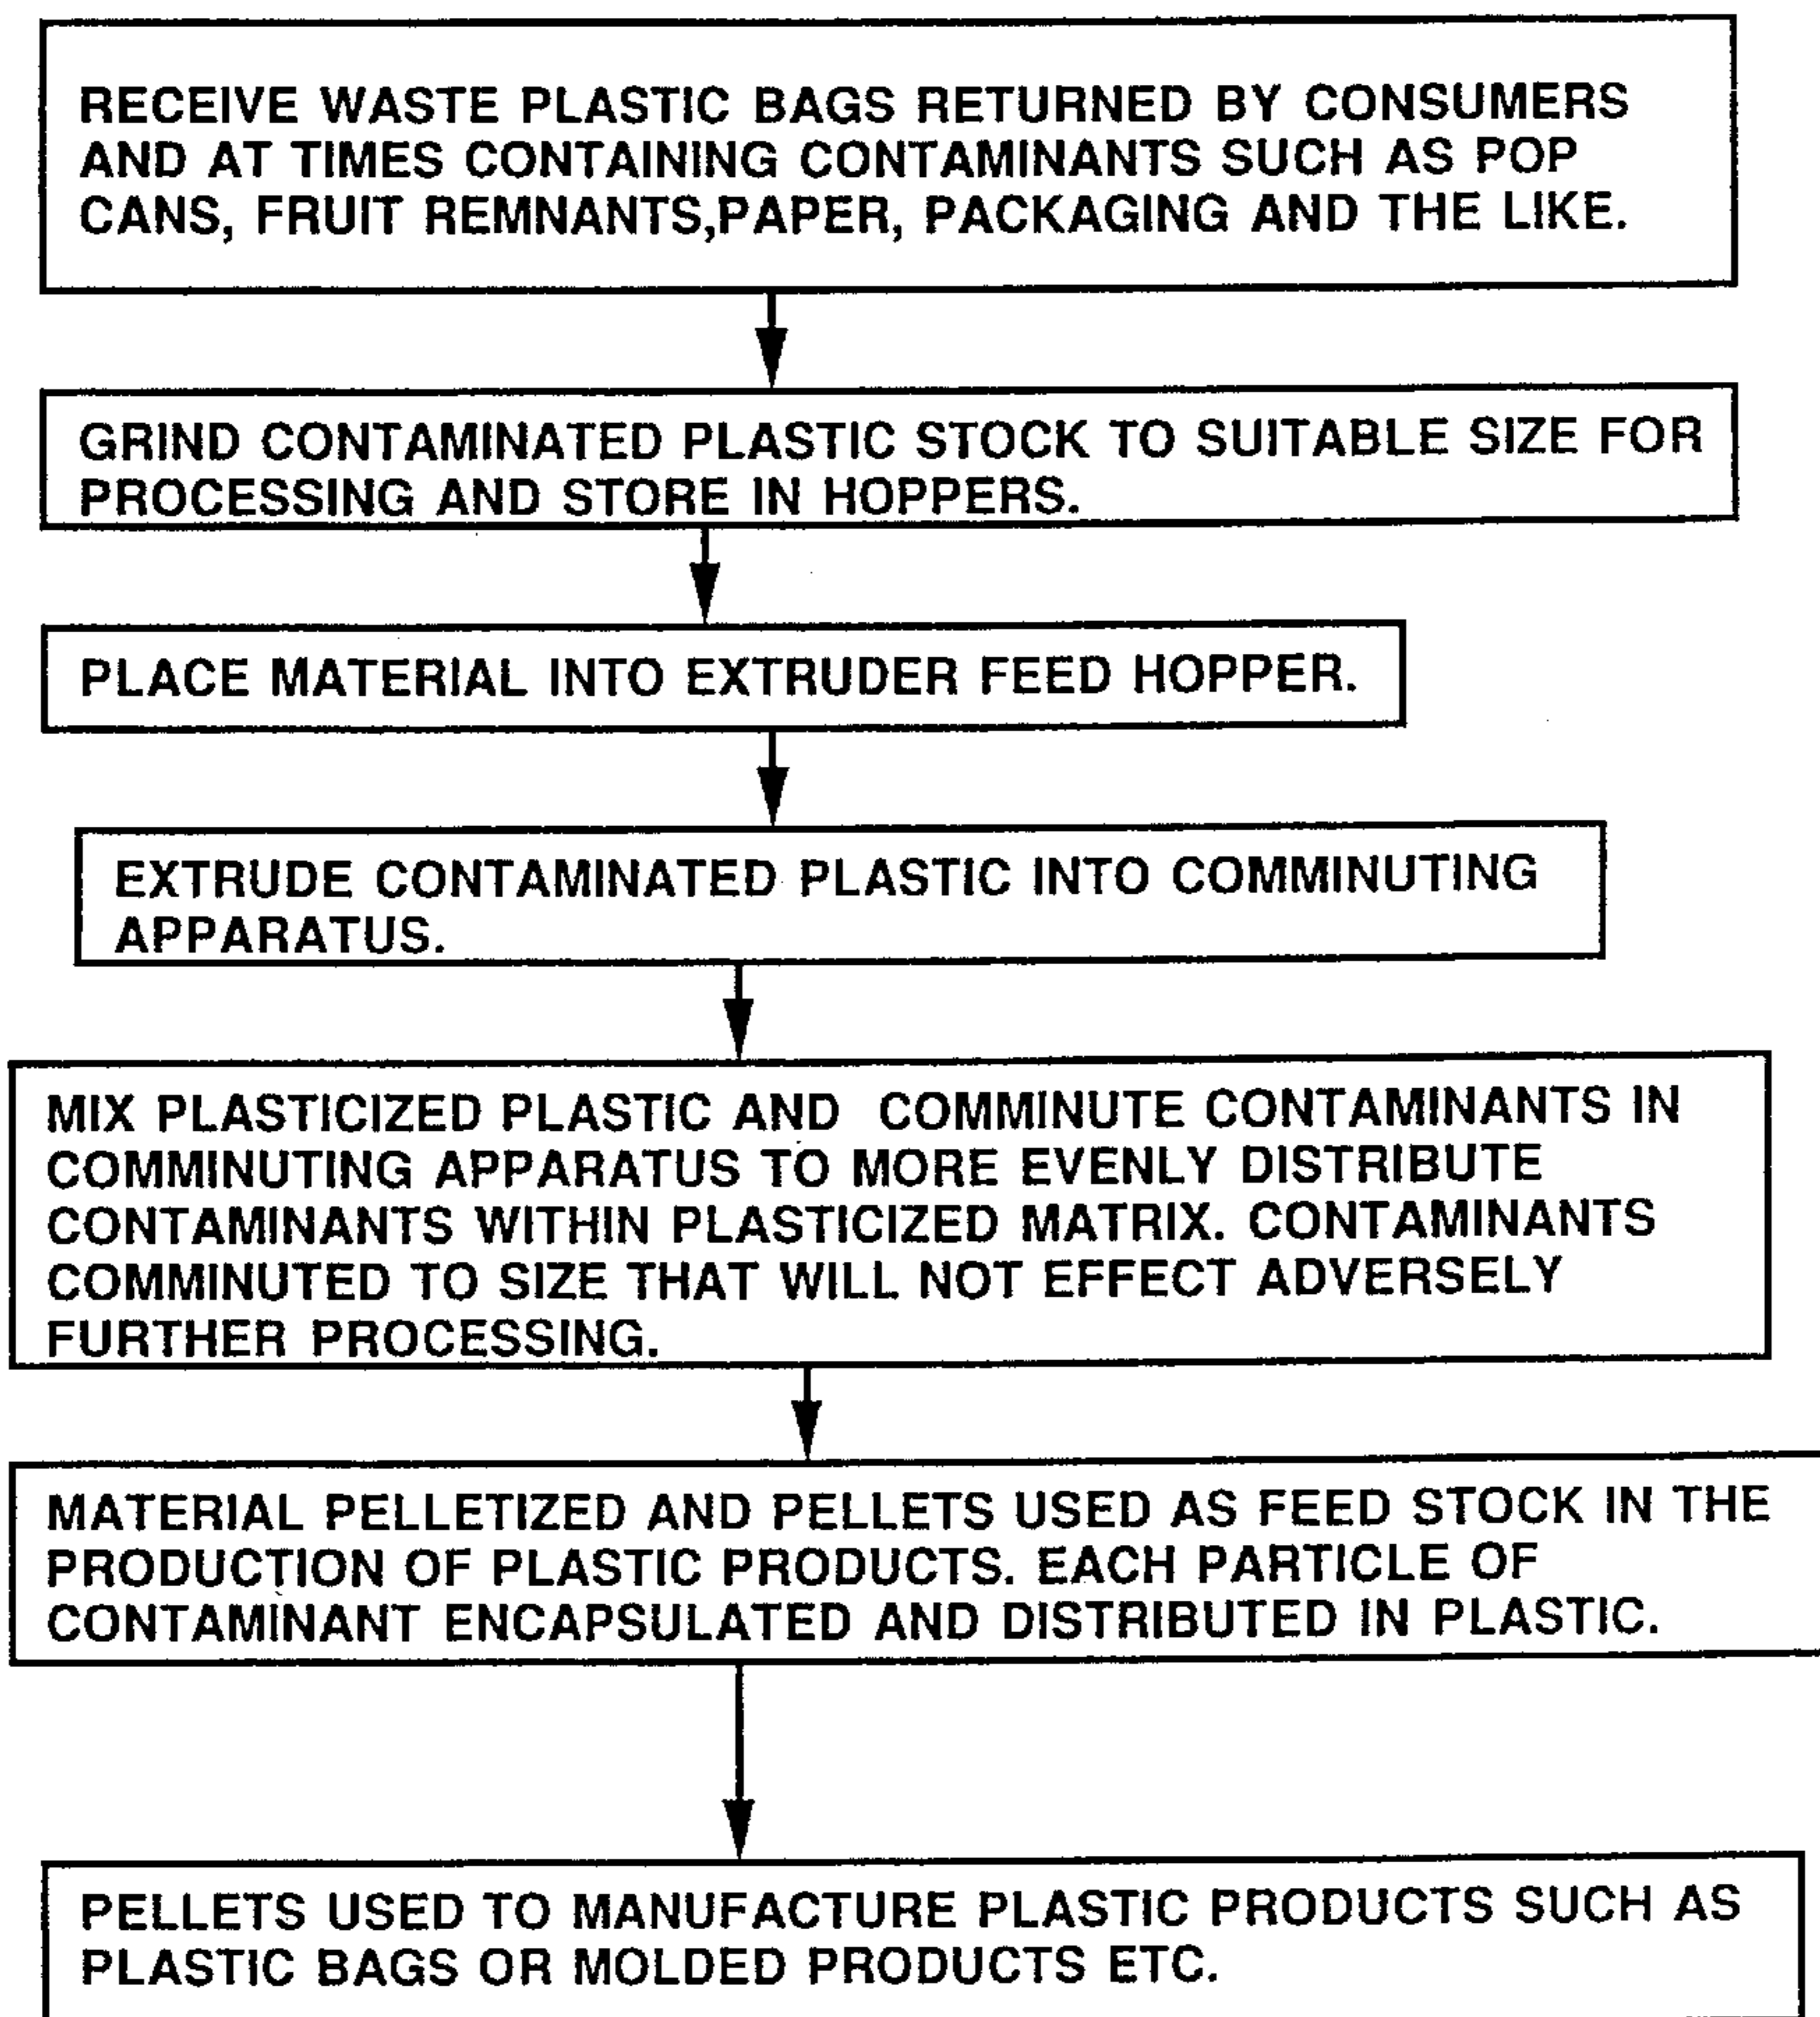 RECEIVE WASTE PLASTIC BAGS RETURNED BY CONSUMERS
AND AT TIMES CONTAINING CONTAMINANTS SUCH AS POP
CANS, FRUIT REMNANTS,PAPER, PACKAGING AND THE LIKE.
GRIND CONTAMINATED PLASTIC STOCK TO SUITABLE SIZE FOR
PROCESSING AND STORE IN HOPPERS.
PLACE MATERIAL INTO EXTRUDER FEED HOPPER.
EXTRUDE CONTAMINATED PLASTIC INTO COMMINUTING
APPARATUS.
MIX PLASTICIZED PLASTIC AND COMMINUTE CONTAMINANTS IN
COMMINUTING APPARATUS TO MORE EVENLY DISTRIBUTE
CONTAMINANTS WITHIN PLASTICIZED MATRIX. CONTAMINANTS
COMMINUTED TO SIZE THAT WILL NOT EFFECT ADVERSELY
FURTHER PROCESSING.
MATERIAL PELLETIZED AND PELLETS USED AS FEED STOCK IN THE
PRODUCTION OF PLASTIC PRODUCTS. EACH PARTICLE OF
CONTAMINANT ENCAPSULATED AND DISTRIBUTED IN PLASTIC.
PELLETS USED TO MANUFACTURE PLASTIC PRODUCTS SUCH AS
PLASTIC BAGS OR MOLDED PRODUCTS ETC.